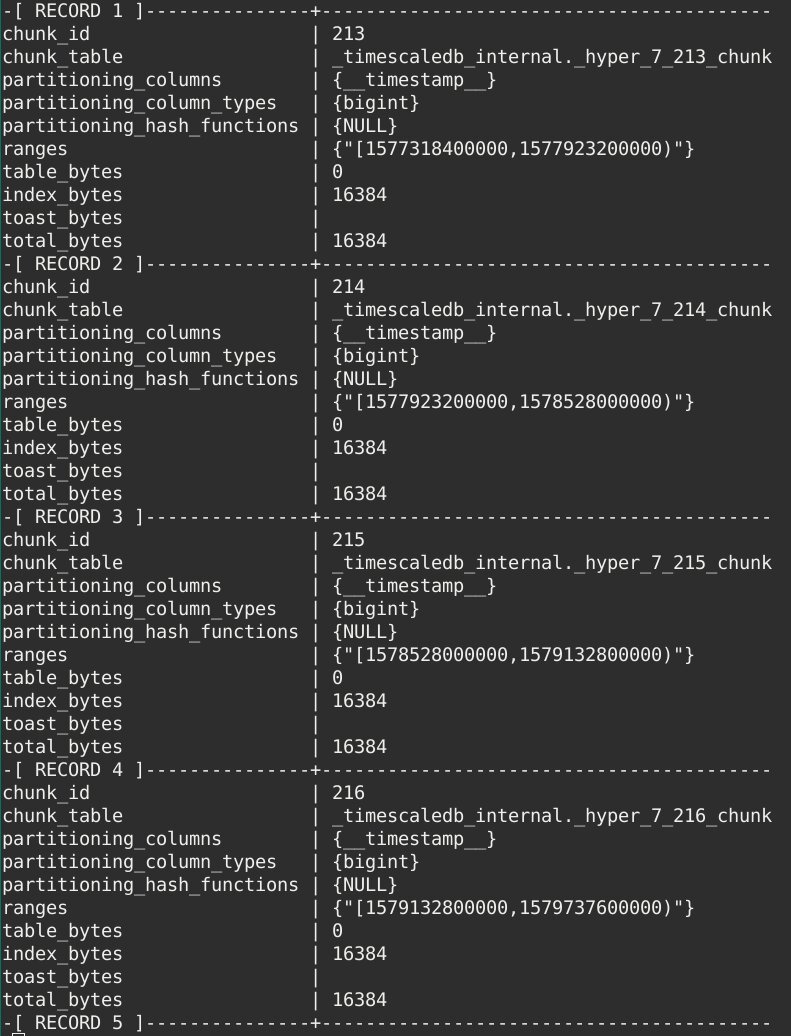 -[ RECORD 1 ]---------------+------------------------------------------
chunk_id                    | 213
chunk_table                 | _timescaledb_internal._hyper_7_213_chunk
partitioning_columns        | {__timestamp__}
partitioning_column_types   | {bigint}
partitioning_hash_functions | {NULL}
ranges                      | {"[1577318400000,1577923200000)"}
table_bytes                 | 0
index_bytes                 | 16384
toast_bytes                 |
total_bytes                 | 16384
-[ RECORD 2 ]---------------+------------------------------------------
chunk_id                    | 214
chunk_table                 | _timescaledb_internal._hyper_7_214_chunk
partitioning_columns        | {__timestamp__}
partitioning_column_types   | {bigint}
partitioning_hash_functions | {NULL}
ranges                      | {"[1577923200000,1578528000000)"}
table_bytes                 | 0
index_bytes                 | 16384
toast_bytes                 |
total_bytes                 | 16384
-[ RECORD 3 ]---------------+------------------------------------------
chunk_id                    | 215
chunk_table                 | _timescaledb_internal._hyper_7_215_chunk
partitioning_columns        | {__timestamp__}
partitioning_column_types   | {bigint}
partitioning_hash_functions | {NULL}
ranges                      | {"[1578528000000,1579132800000)"}
table_bytes                 | 0
index_bytes                 | 16384
toast_bytes                 |
total_bytes                 | 16384
-[ RECORD 4 ]---------------+------------------------------------------
chunk_id                    | 216
chunk_table                 | _timescaledb_internal._hyper_7_216_chunk
partitioning_columns        | {__timestamp__}
partitioning_column_types   | {bigint}
partitioning_hash_functions | {NULL}
ranges                      | {"[1579132800000,1579737600000)"}
table_bytes                 | 0
index_bytes                 | 16384
toast_bytes                 |
total_bytes                 | 16384
-[ RECORD 5 ]---------------+------------------------------------------